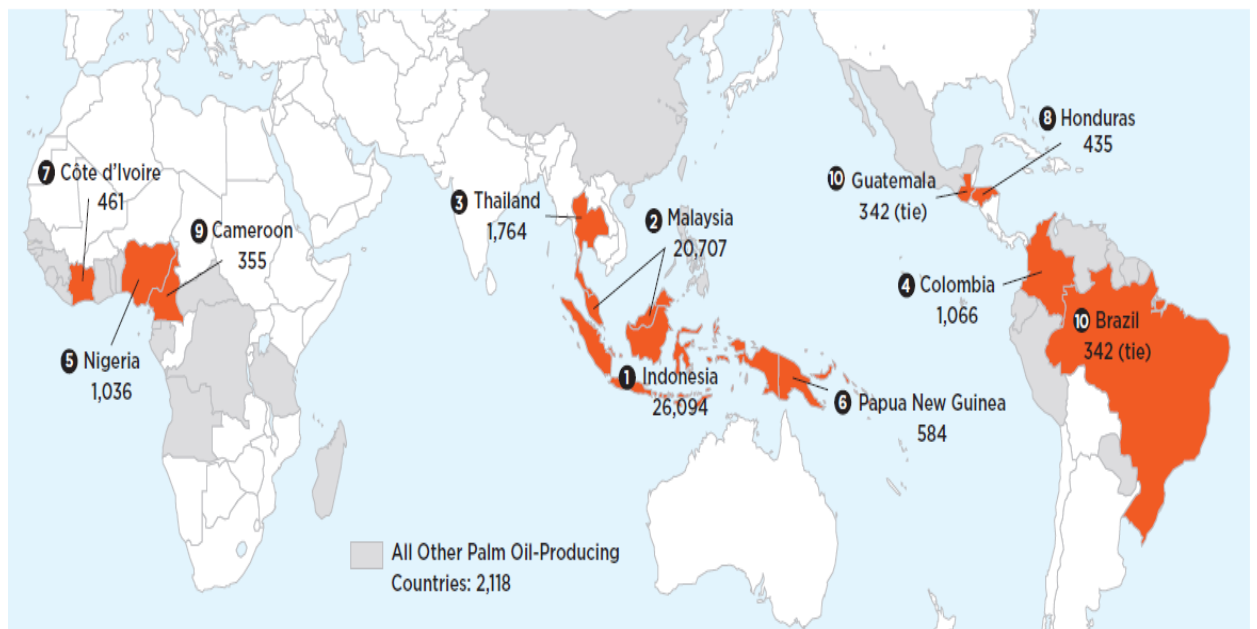 7 Côte d'Ivoire
461
9 Cameroon
355
5 Nigeria
1,036
3 Thailand
1,764
2 Malaysia
20,707
1 Indonesia
26,094
6 Papua New Guinea
584
10 Guatemala
342 (tie)
8 Honduras
435
4 Colombia
1,066
10 Brazil
342 (tie)
All Other Palm Oil-Producing
Countries: 2,118